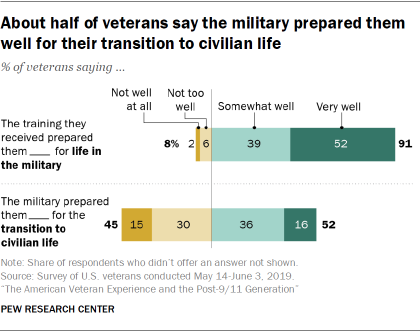 About half of veterans say the military prepared them
well for their transition to civilian life
% of veterans saying …
Not well
at all
Not too
well
Somewhat well
Very well
The training they
received prepared
them ___ for life in
the military
8% 2 6 39 52 91
The military prepared
them ___ for the
transition to
civilian life
45 15 30 36 16 52
Note: Share of respondents who didn't offer an answer not shown.
Source: Survey of U.S. veterans conducted May 14-June 3, 2019.
"The American Veteran Experience and the Post-9/11 Generation"
PEW RESEARCH CENTER